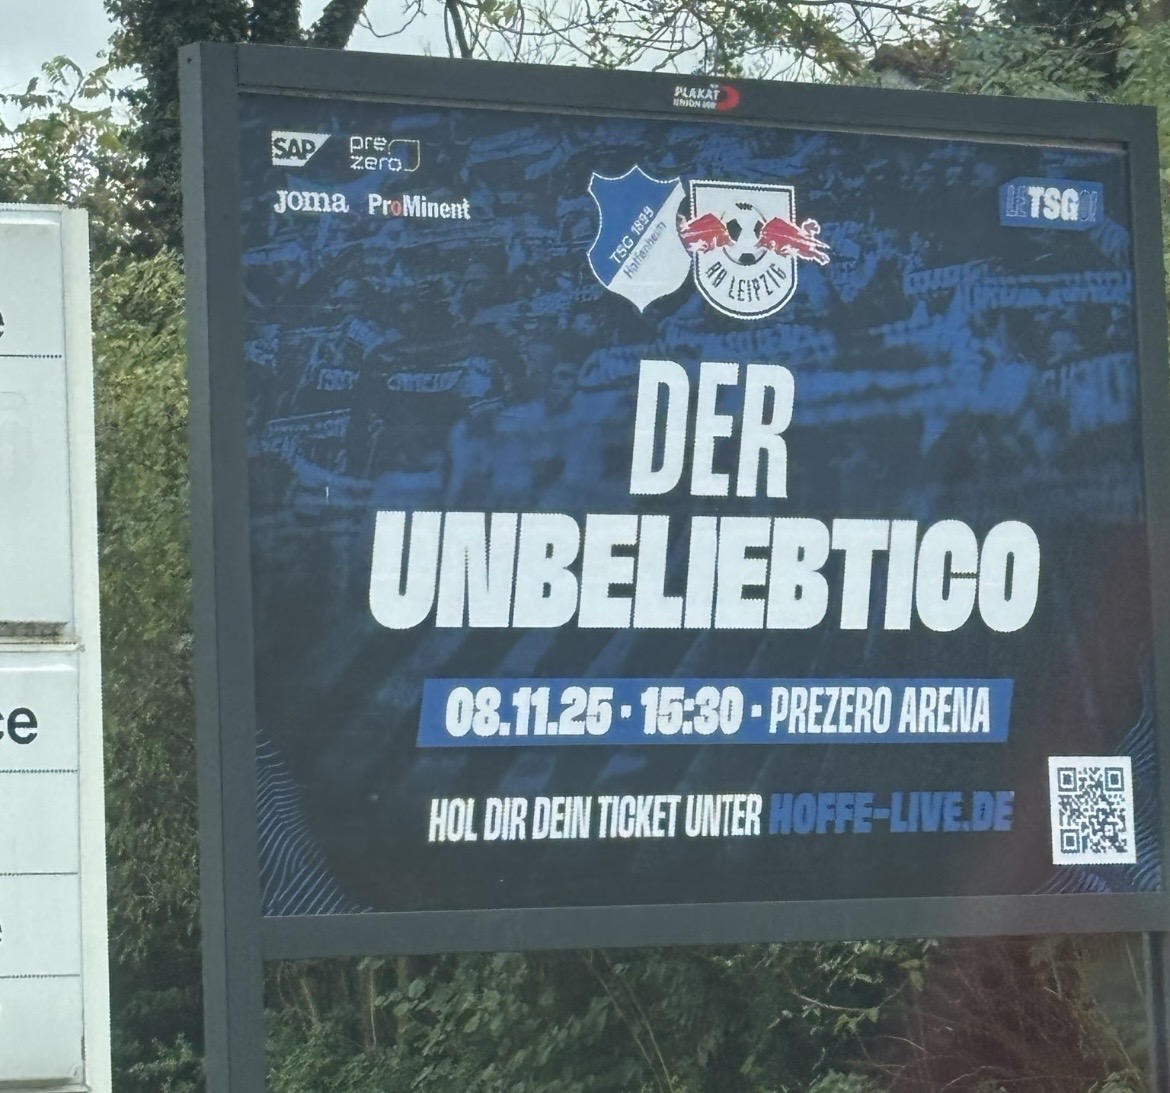 PLAKAT
UNION
SAP
pre
zero
Joma ProMinent
TSG 1899
Hoffenheim
RB LEIPZIG
TSG
DER
UNBELIEBTICO
08.11.25 · 15:30 · PREZERO ARENA
HOL DIR DEIN TICKET UNTER HOFFE-LIVE.DE
ce